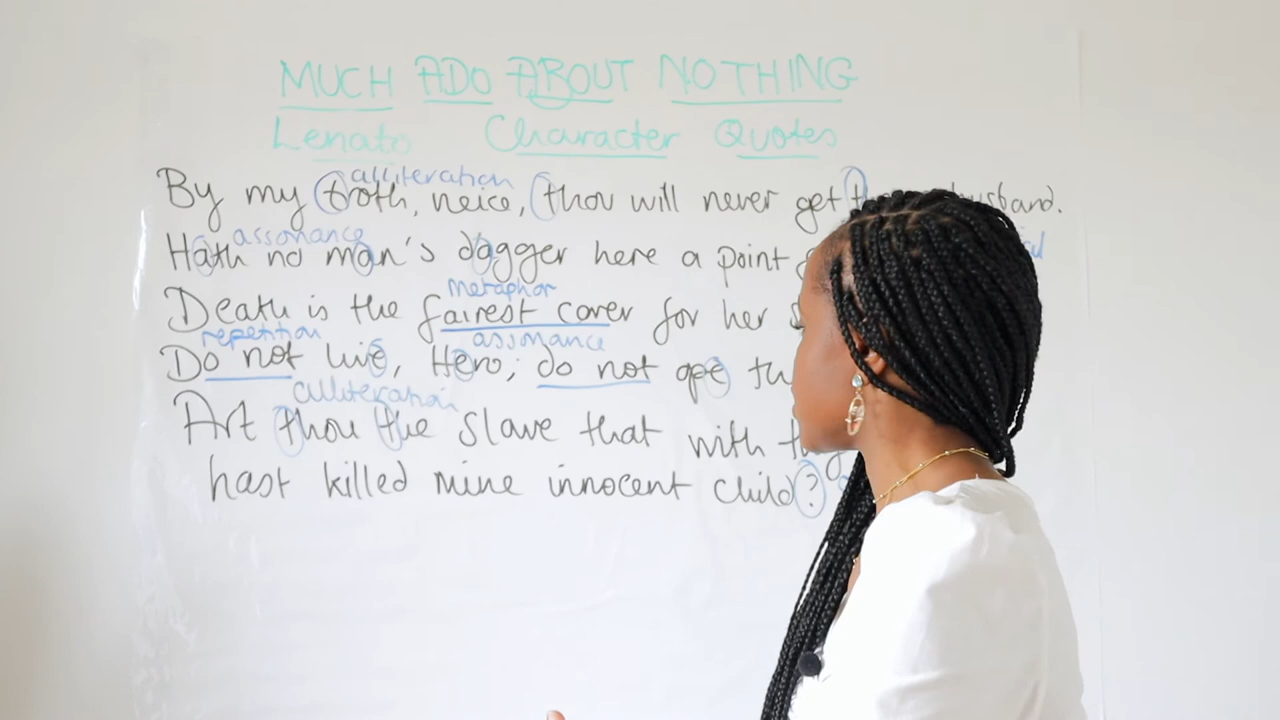 MUCH ADO ABOUT NOTHING
Lenato Character Quotes
alliteration
By my troth, neice, thou will never get husband.
assonance
Hath no man's dagger here a point
metaphor
Death is the fairest cover for her
repetition assonance
Do not live, Hero; do not ope
alliteration
Art thou the slave that with
hast killed mine innocent child?